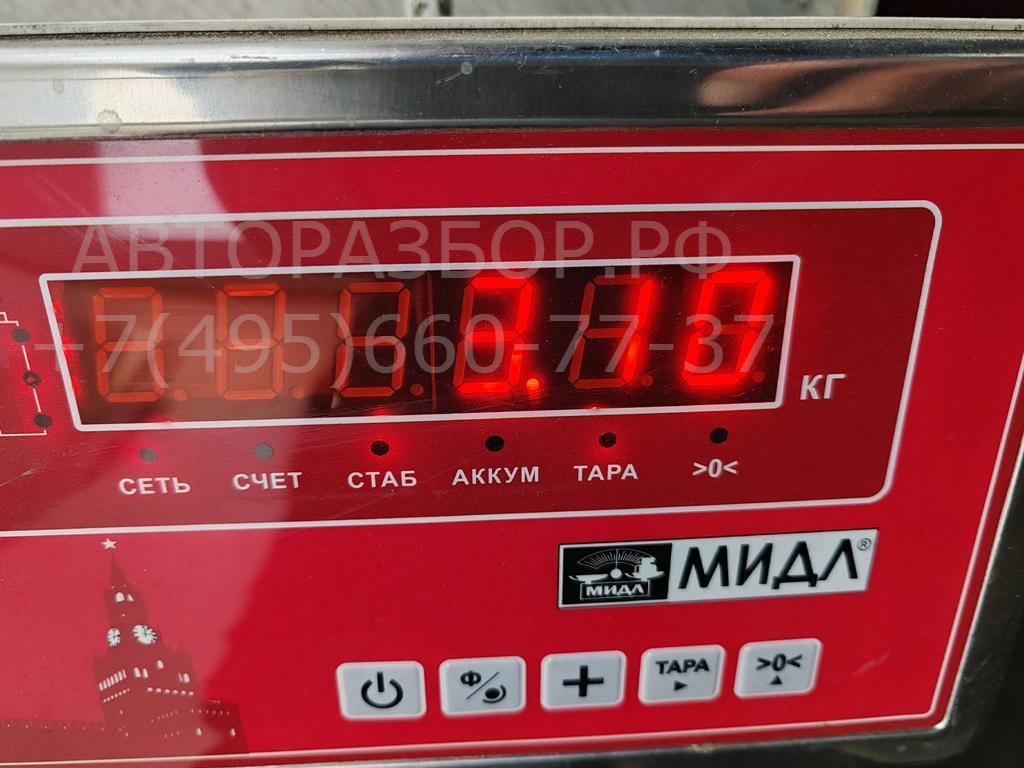 АВТОРАЗБОР.РФ
+7(495)660-77-37
КГ
СЕТЬ СЧЕТ СТАБ АККУМ ТАРА >0<
МИДЛ МИДЛ®
Ф + ТАРА >0<